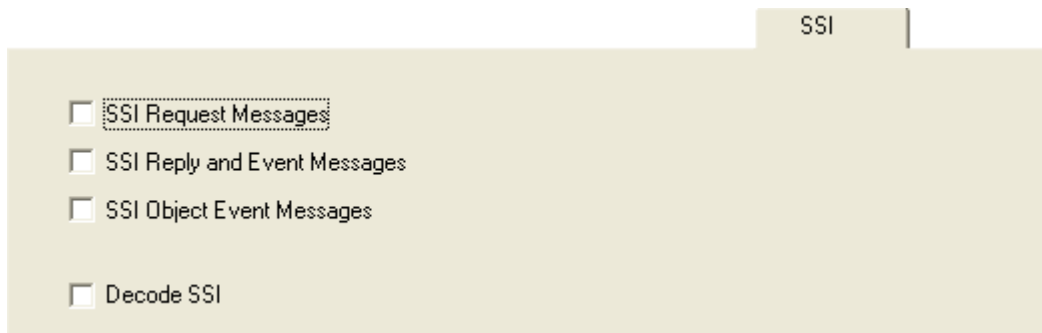 SSI
SSI Request Messages
SSI Reply and Event Messages
SSI Object Event Messages
Decode SSI